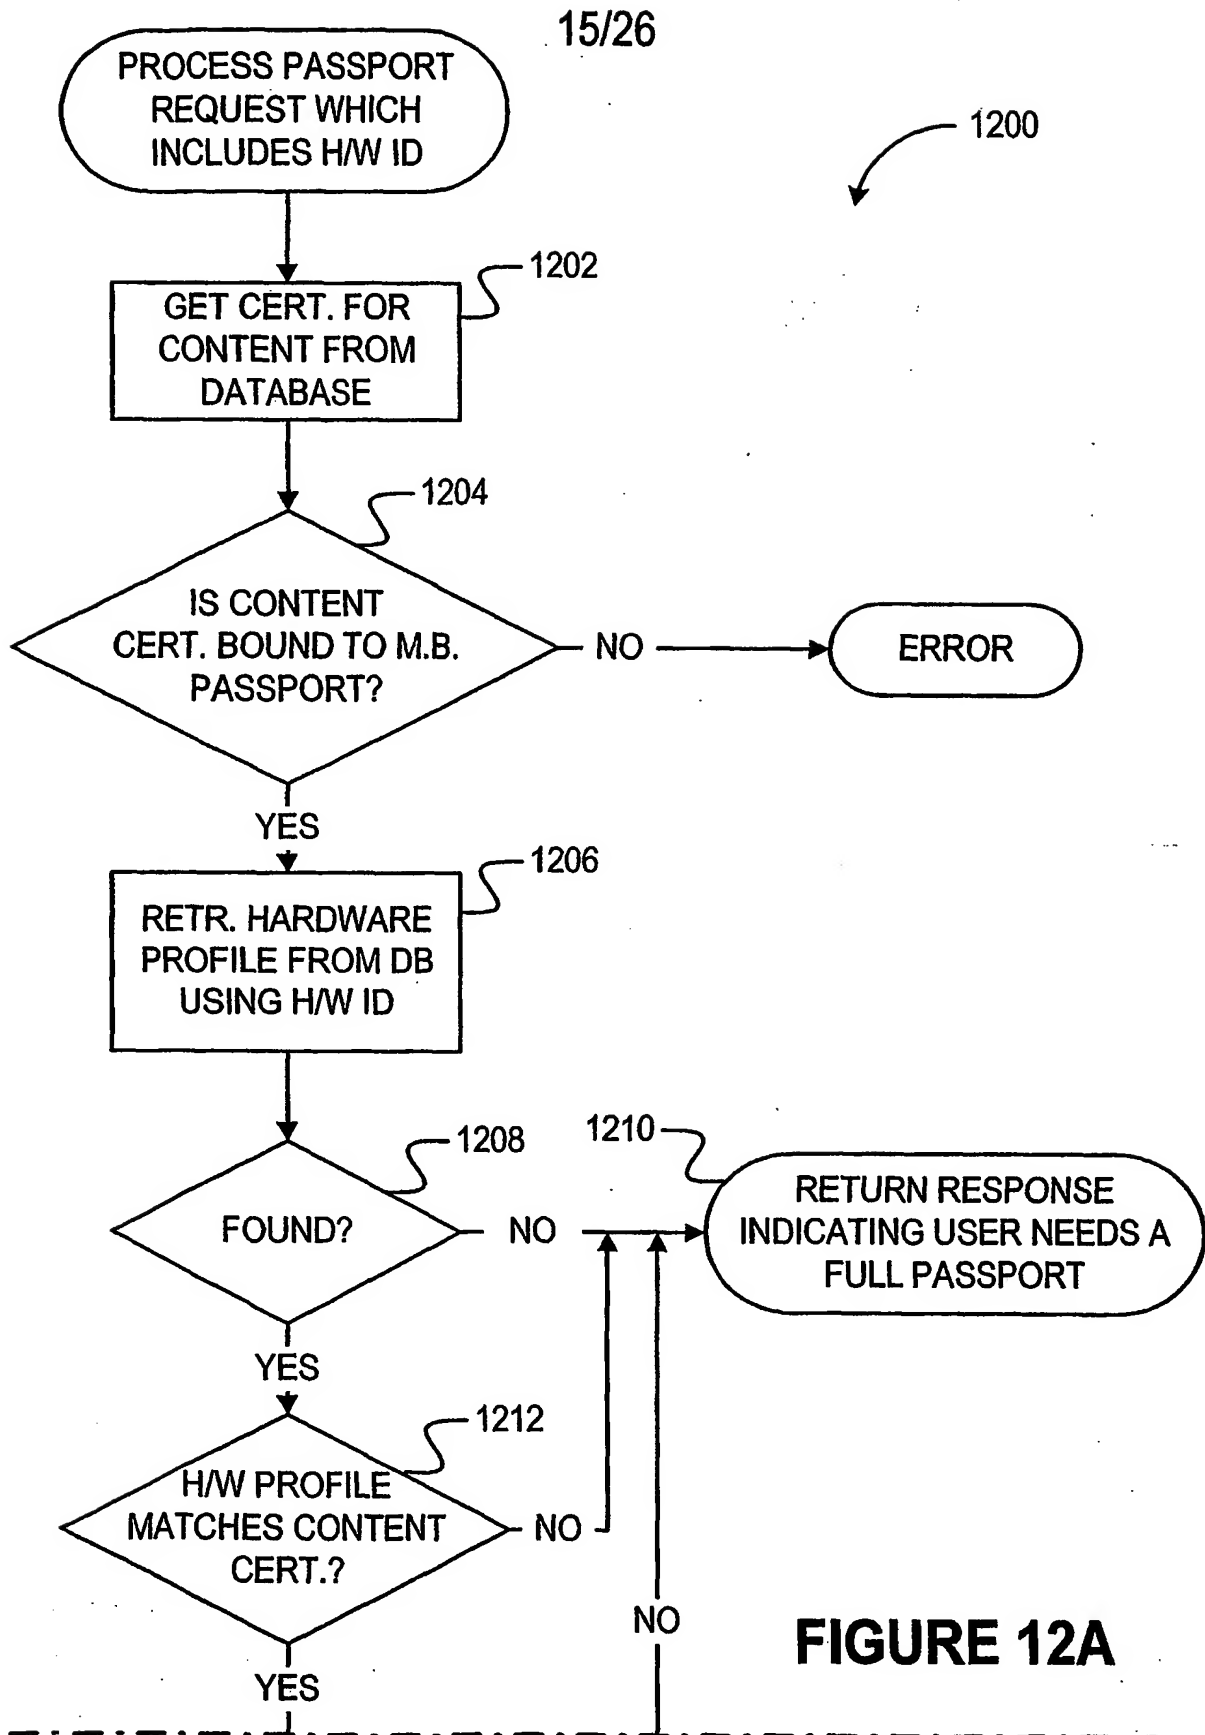 15/26
PROCESS PASSPORT
REQUEST WHICH
INCLUDES H/W ID
1200
1202
GET CERT. FOR
CONTENT FROM
DATABASE
1204
IS CONTENT
CERT. BOUND TO M.B.
PASSPORT?
NO
ERROR
YES
1206
RETR. HARDWARE
PROFILE FROM DB
USING H/W ID
1208
FOUND?
NO
1210
RETURN RESPONSE
INDICATING USER NEEDS A
FULL PASSPORT
YES
1212
H/W PROFILE
MATCHES CONTENT
CERT.?
NO
NO
YES
FIGURE 12A